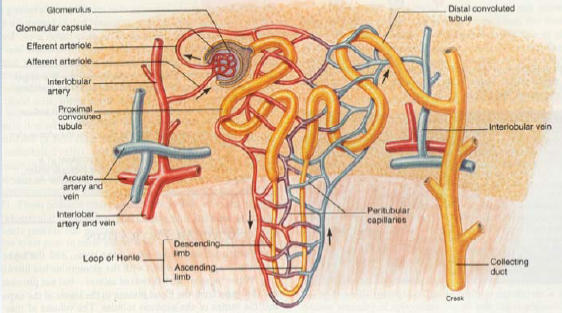 Glomerulus
Glomerular capsule
Efferent arteriole
Afferent arteriole
Interlobular
artery
Proximal
convoluted
tubule
Arcuate
artery and
vein
Interlobar
artery and vein
Loop of Henle
Descending
limb
Ascending
limb
Distal convoluted
tubule
Interlobular vein
Peritubular
capillaries
Collecting
duct
Creek